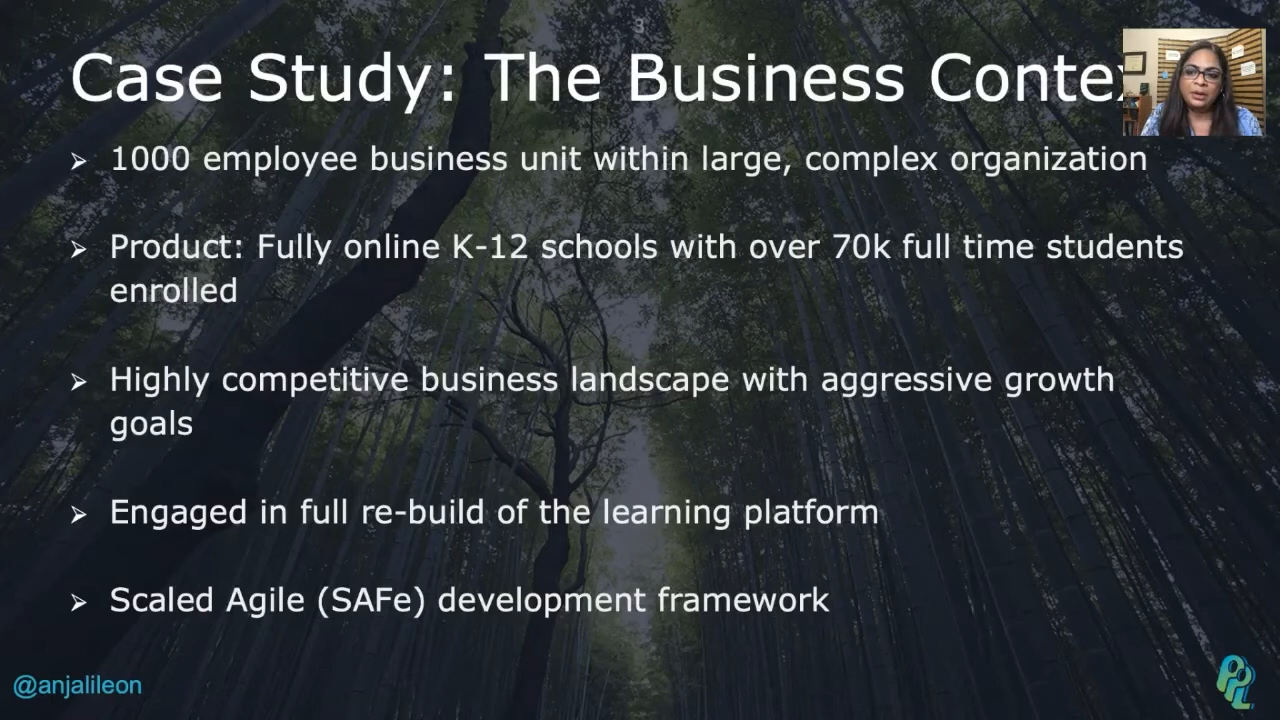 3
Case Study: The Business Conte
➢ 1000 employee business unit within large, complex organization
➢ Product: Fully online K-12 schools with over 70k full time students
enrolled
➢ Highly competitive business landscape with aggressive growth
goals
➢ Engaged in full re-build of the learning platform
➢ Scaled Agile (SAFe) development framework
@anjalileon
PPL